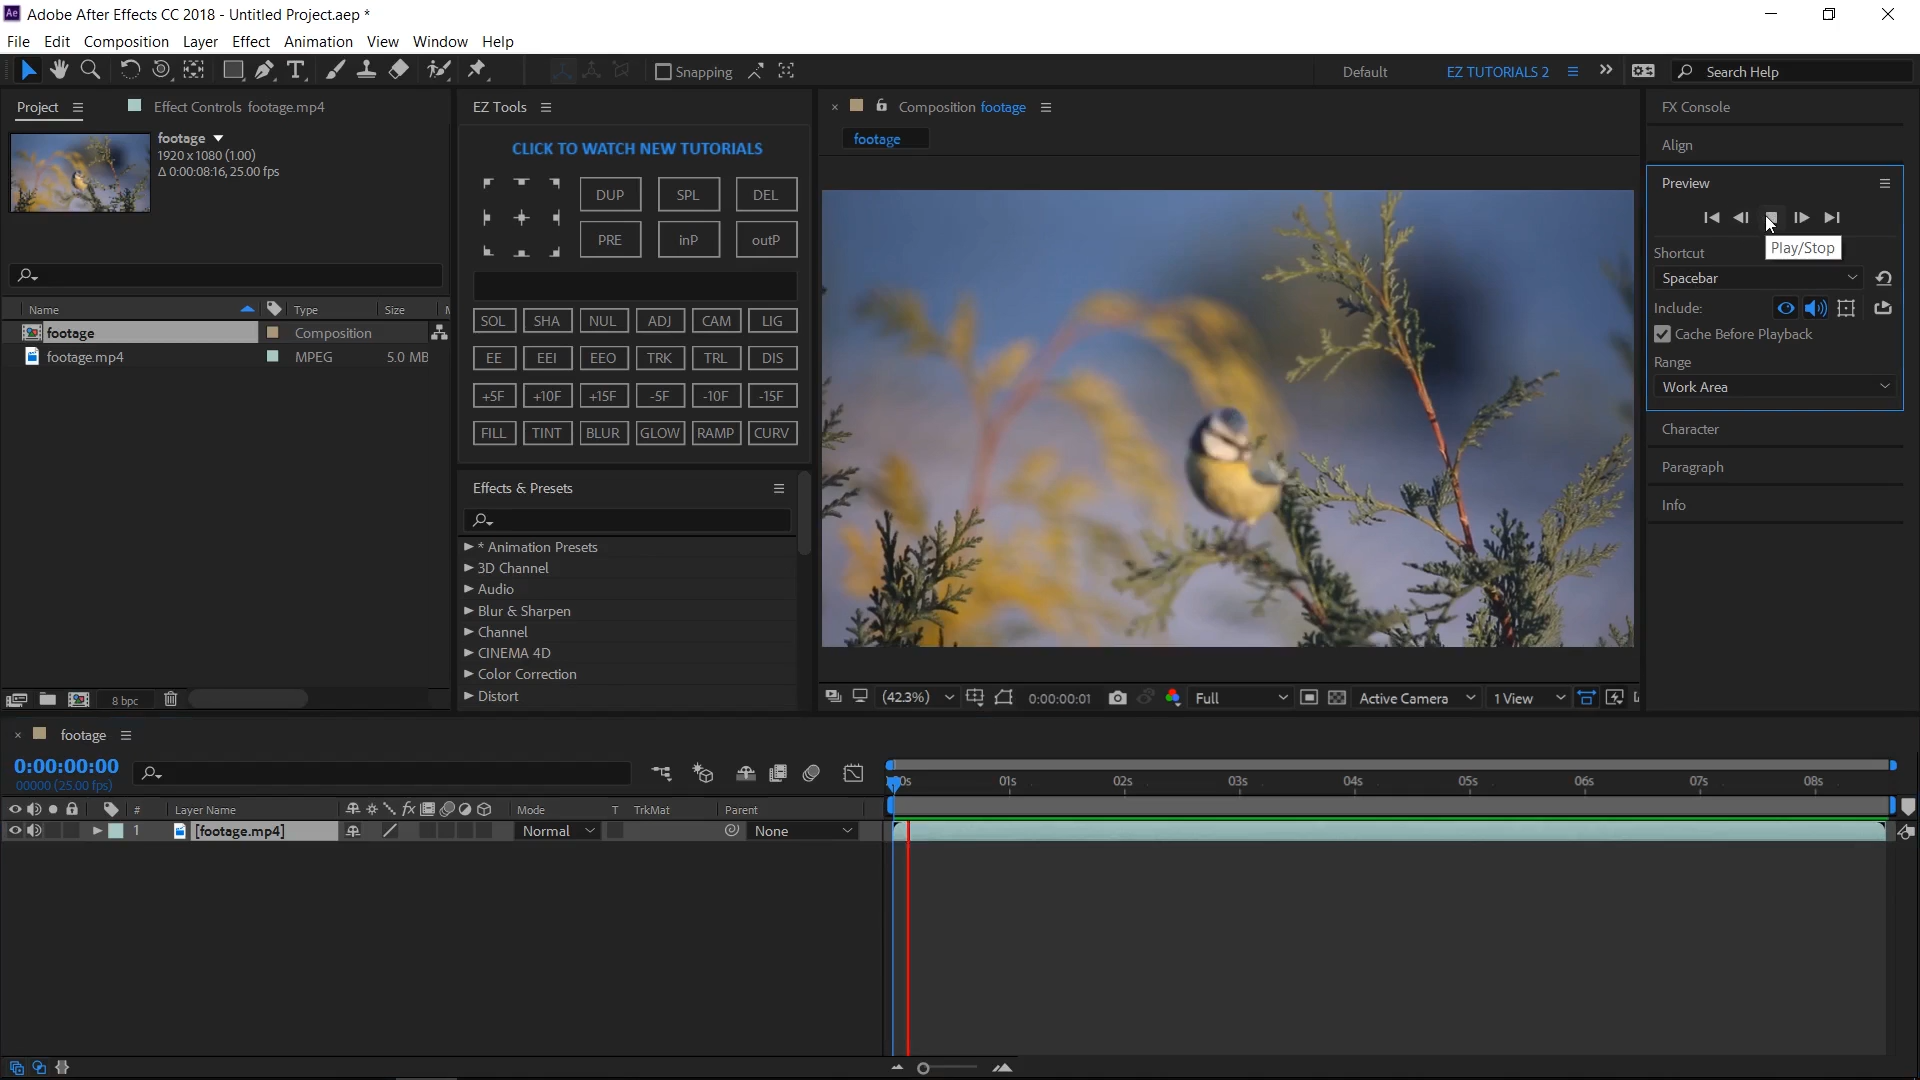 Ae Adobe After Effects CC 2018 - Untitled Project.aep *
File Edit Composition Layer Effect Animation View Window Help
Snapping Default EZ TUTORIALS 2 Search Help
Project Effect Controls footage.mp4
footage
1920 x 1080 (1.00)
Δ 0:00:08:16, 25.00 fps
Name Type Size
footage Composition
footage.mp4 MPEG 5.0 MB
8 bpc
EZ Tools
CLICK TO WATCH NEW TUTORIALS
DUP SPL DEL
PRE inP outP
SOL SHA NUL ADJ CAM LIG
EE EEI EEO TRK TRL DIS
+5F +10F +15F -5F -10F -15F
FILL TINT BLUR GLOW RAMP CURV
Effects & Presets
* Animation Presets
3D Channel
Audio
Blur & Sharpen
Channel
CINEMA 4D
Color Correction
Distort
Composition footage
footage
(42.3%) 0:00:00:01 Full Active Camera 1 View
FX Console
Align
Preview
Play/Stop
Shortcut
Spacebar
Include:
Cache Before Playback
Range
Work Area
Character
Paragraph
Info
footage
0:00:00:00
00000 (25.00 fps)
# Layer Name Mode T TrkMat Parent
1 [footage.mp4] Normal None
01s 02s 03s 04s 05s 06s 07s 08s